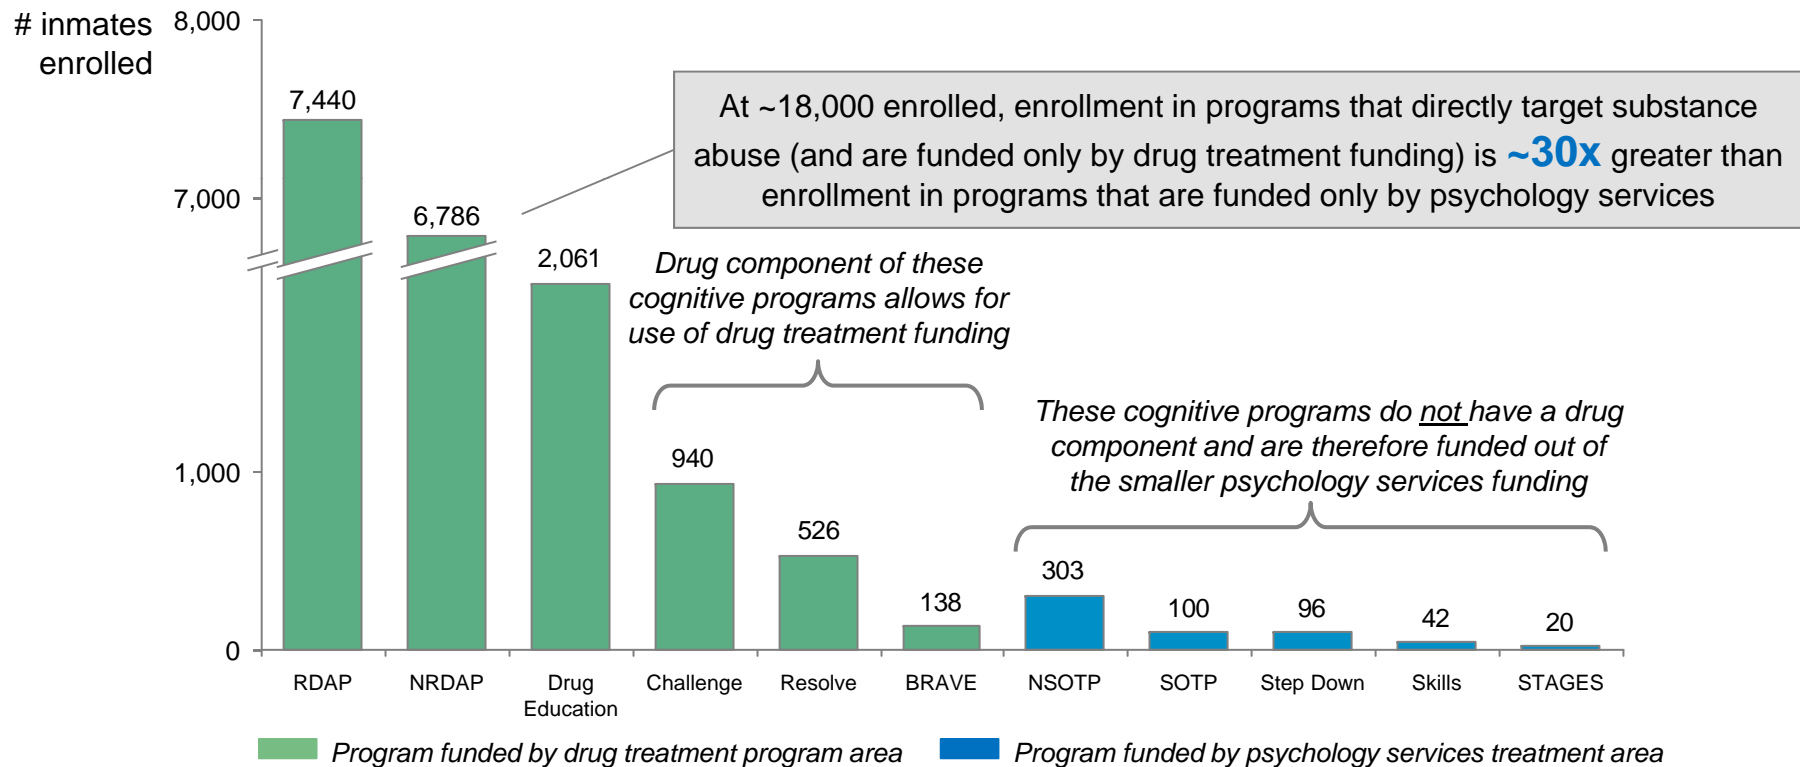 # inmates
enrolled
8,000
7,000
1,000
0
7,440
6,786
2,061
940
526
138
303
100
96
42
20
At ~18,000 enrolled, enrollment in programs that directly target substance
abuse (and are funded only by drug treatment funding) is ~30x greater than
enrollment in programs that are funded only by psychology services
Drug component of these
cognitive programs allows for
use of drug treatment funding
These cognitive programs do not have a drug
component and are therefore funded out of
the smaller psychology services funding
RDAP
NRDAP
Drug
Education
Challenge
Resolve
BRAVE
NSOTP
SOTP
Step Down
Skills
STAGES
Program funded by drug treatment program area
Program funded by psychology services treatment area